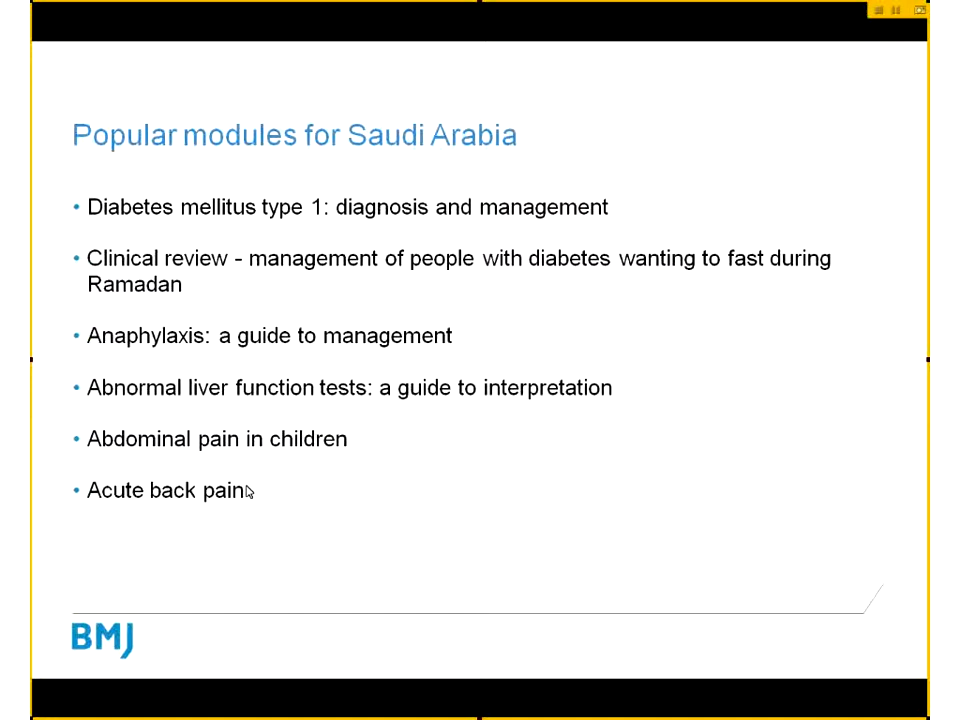 Popular modules for Saudi Arabia
• Diabetes mellitus type 1: diagnosis and management
• Clinical review - management of people with diabetes wanting to fast during
Ramadan
• Anaphylaxis: a guide to management
• Abnormal liver function tests: a guide to interpretation
• Abdominal pain in children
• Acute back pain
BMJ